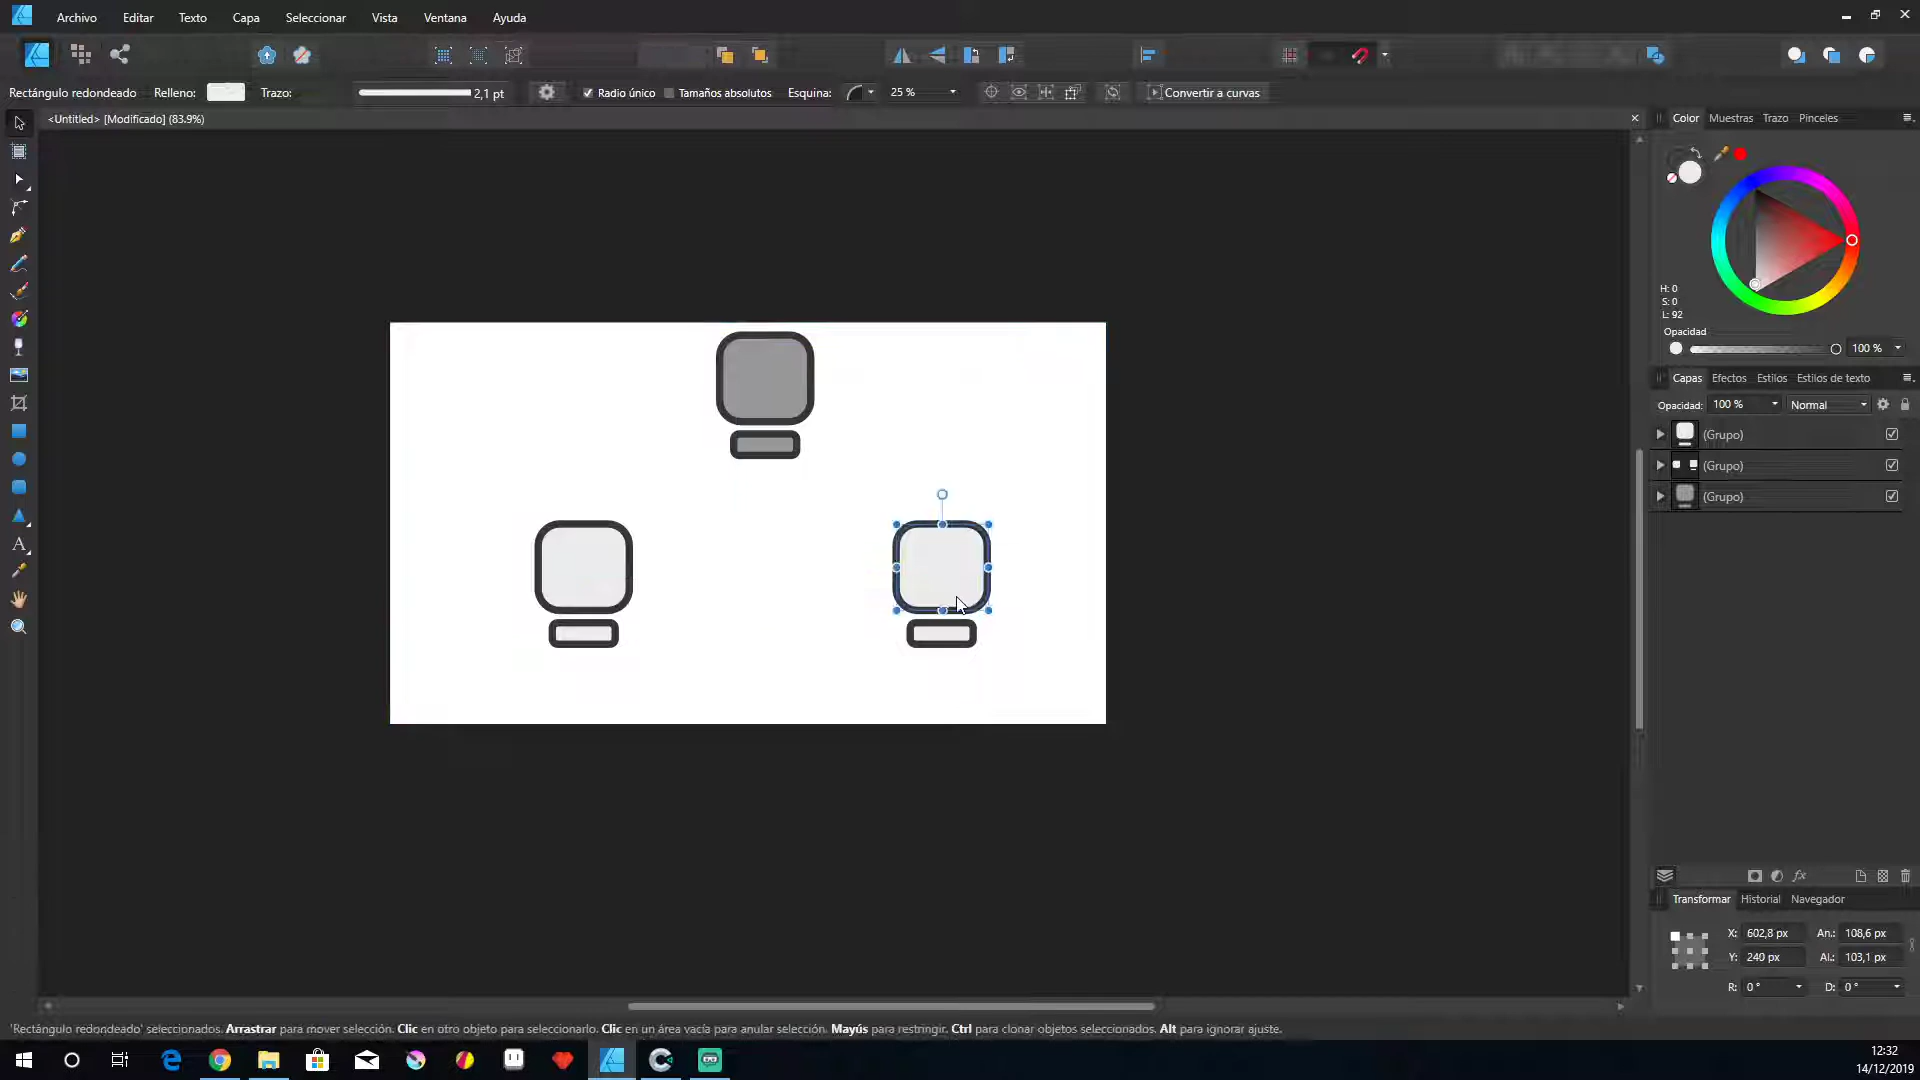 Archivo Editar Texto Capa Seleccionar Vista Ventana Ayuda
Rectángulo redondeado Relleno: Trazo: 2,1 pt Radio único Tamaños absolutos Esquina: 25 % Convertir a curvas
<Untitled> [Modificado] (83.9%)
Color Muestras Trazo Pinceles
H: 0
S: 0
L: 92
Opacidad
100 %
Capas Efectos Estilos Estilos de texto
Opacidad: 100 % Normal
(Grupo)
(Grupo)
(Grupo)
fx
Transformar Historial Navegador
X: 602,8 px An.: 108,6 px
Y: 240 px Al.: 103,1 px
R: 0 ° D: 0 °
'Rectángulo redondeado' seleccionados. Arrastrar para mover selección. Clic en otro objeto para seleccionarlo. Clic en un área vacía para anular selección. Mayús para restringir. Ctrl para clonar objetos seleccionados. Alt para ignorar ajuste.
12:32
14/12/2019